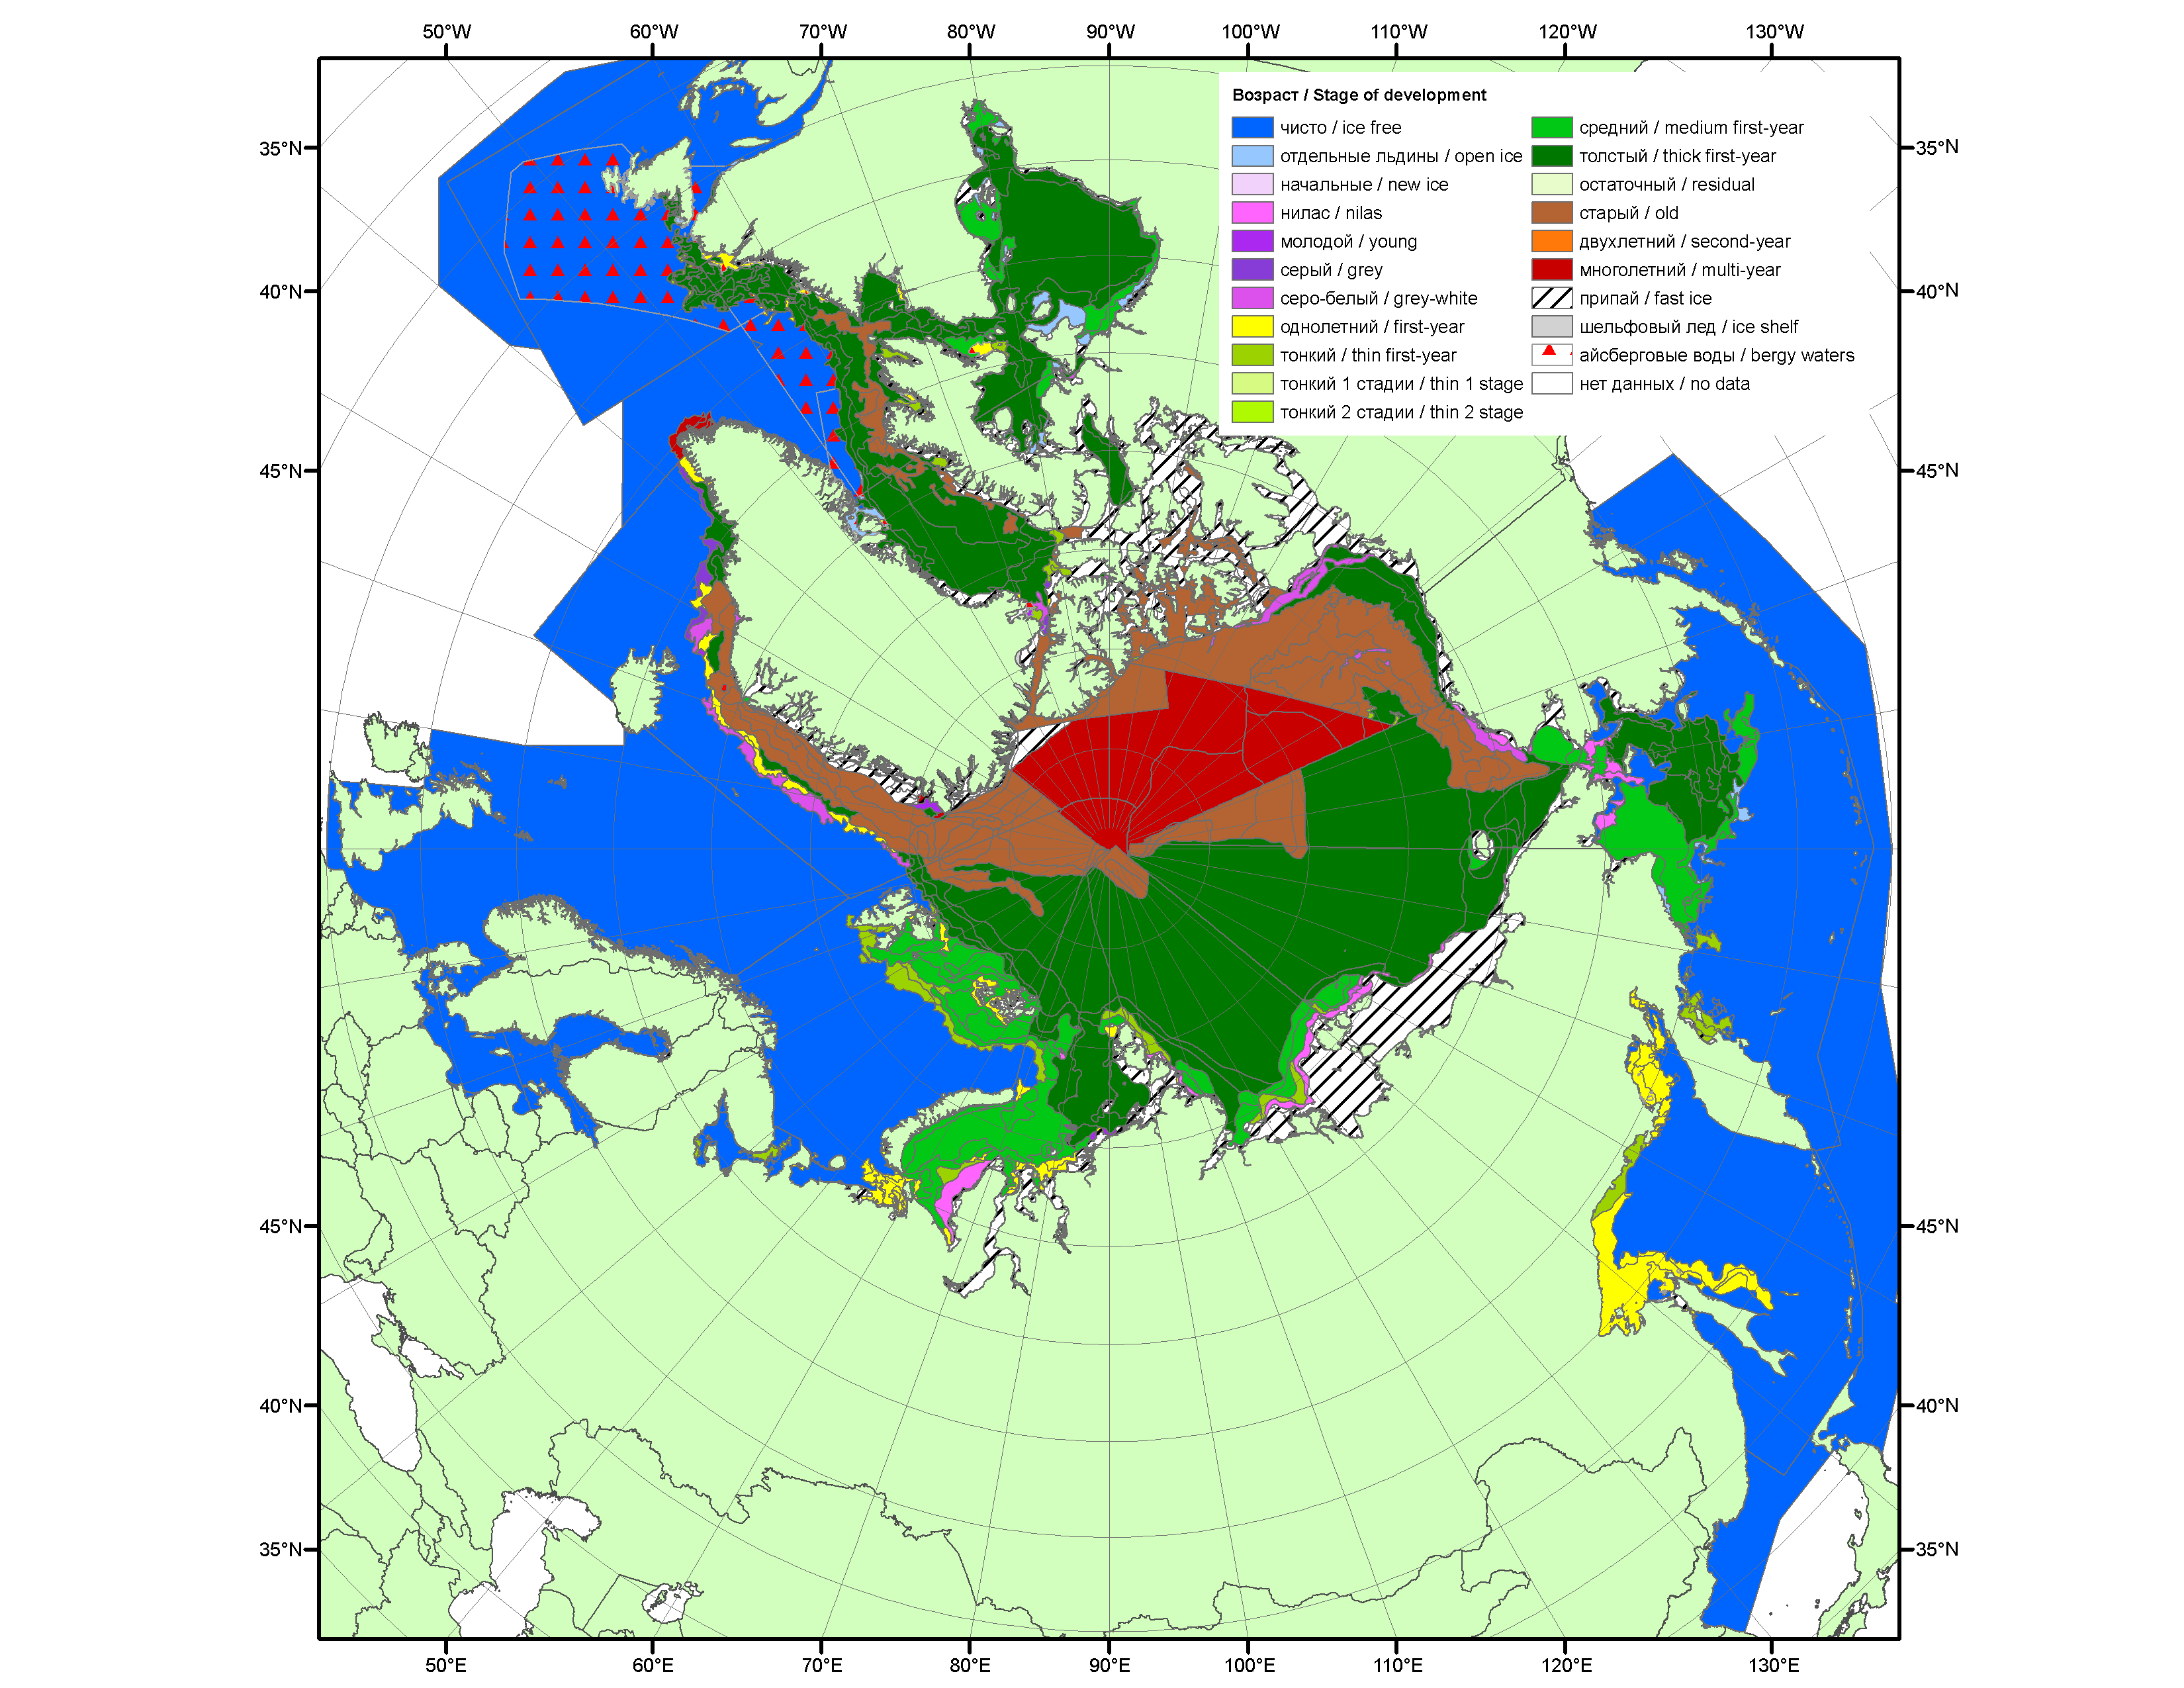 50°W 60°W 70°W 80°W 90°W 100°W 110°W 120°W 130°W
Возраст / Stage of development
чисто / ice free
отдельные льдины / open ice
начальные / new ice
нилас / nilas
молодой / young
серый / grey
серо-белый / grey-white
однолетний / first-year
тонкий / thin first-year
тонкий 1 стадии / thin 1 stage
тонкий 2 стадии / thin 2 stage
средний / medium first-year
толстый / thick first-year
остаточный / residual
старый / old
двухлетний / second-year
многолетний / multi-year
припай / fast ice
шельфовый лед / ice shelf
айсберговые воды / bergy waters
нет данных / no data
35°N 35°N
40°N 40°N
45°N 45°N
45°N 45°N
40°N 40°N
35°N 35°N
50°E 60°E 70°E 80°E 90°E 100°E 110°E 120°E 130°E